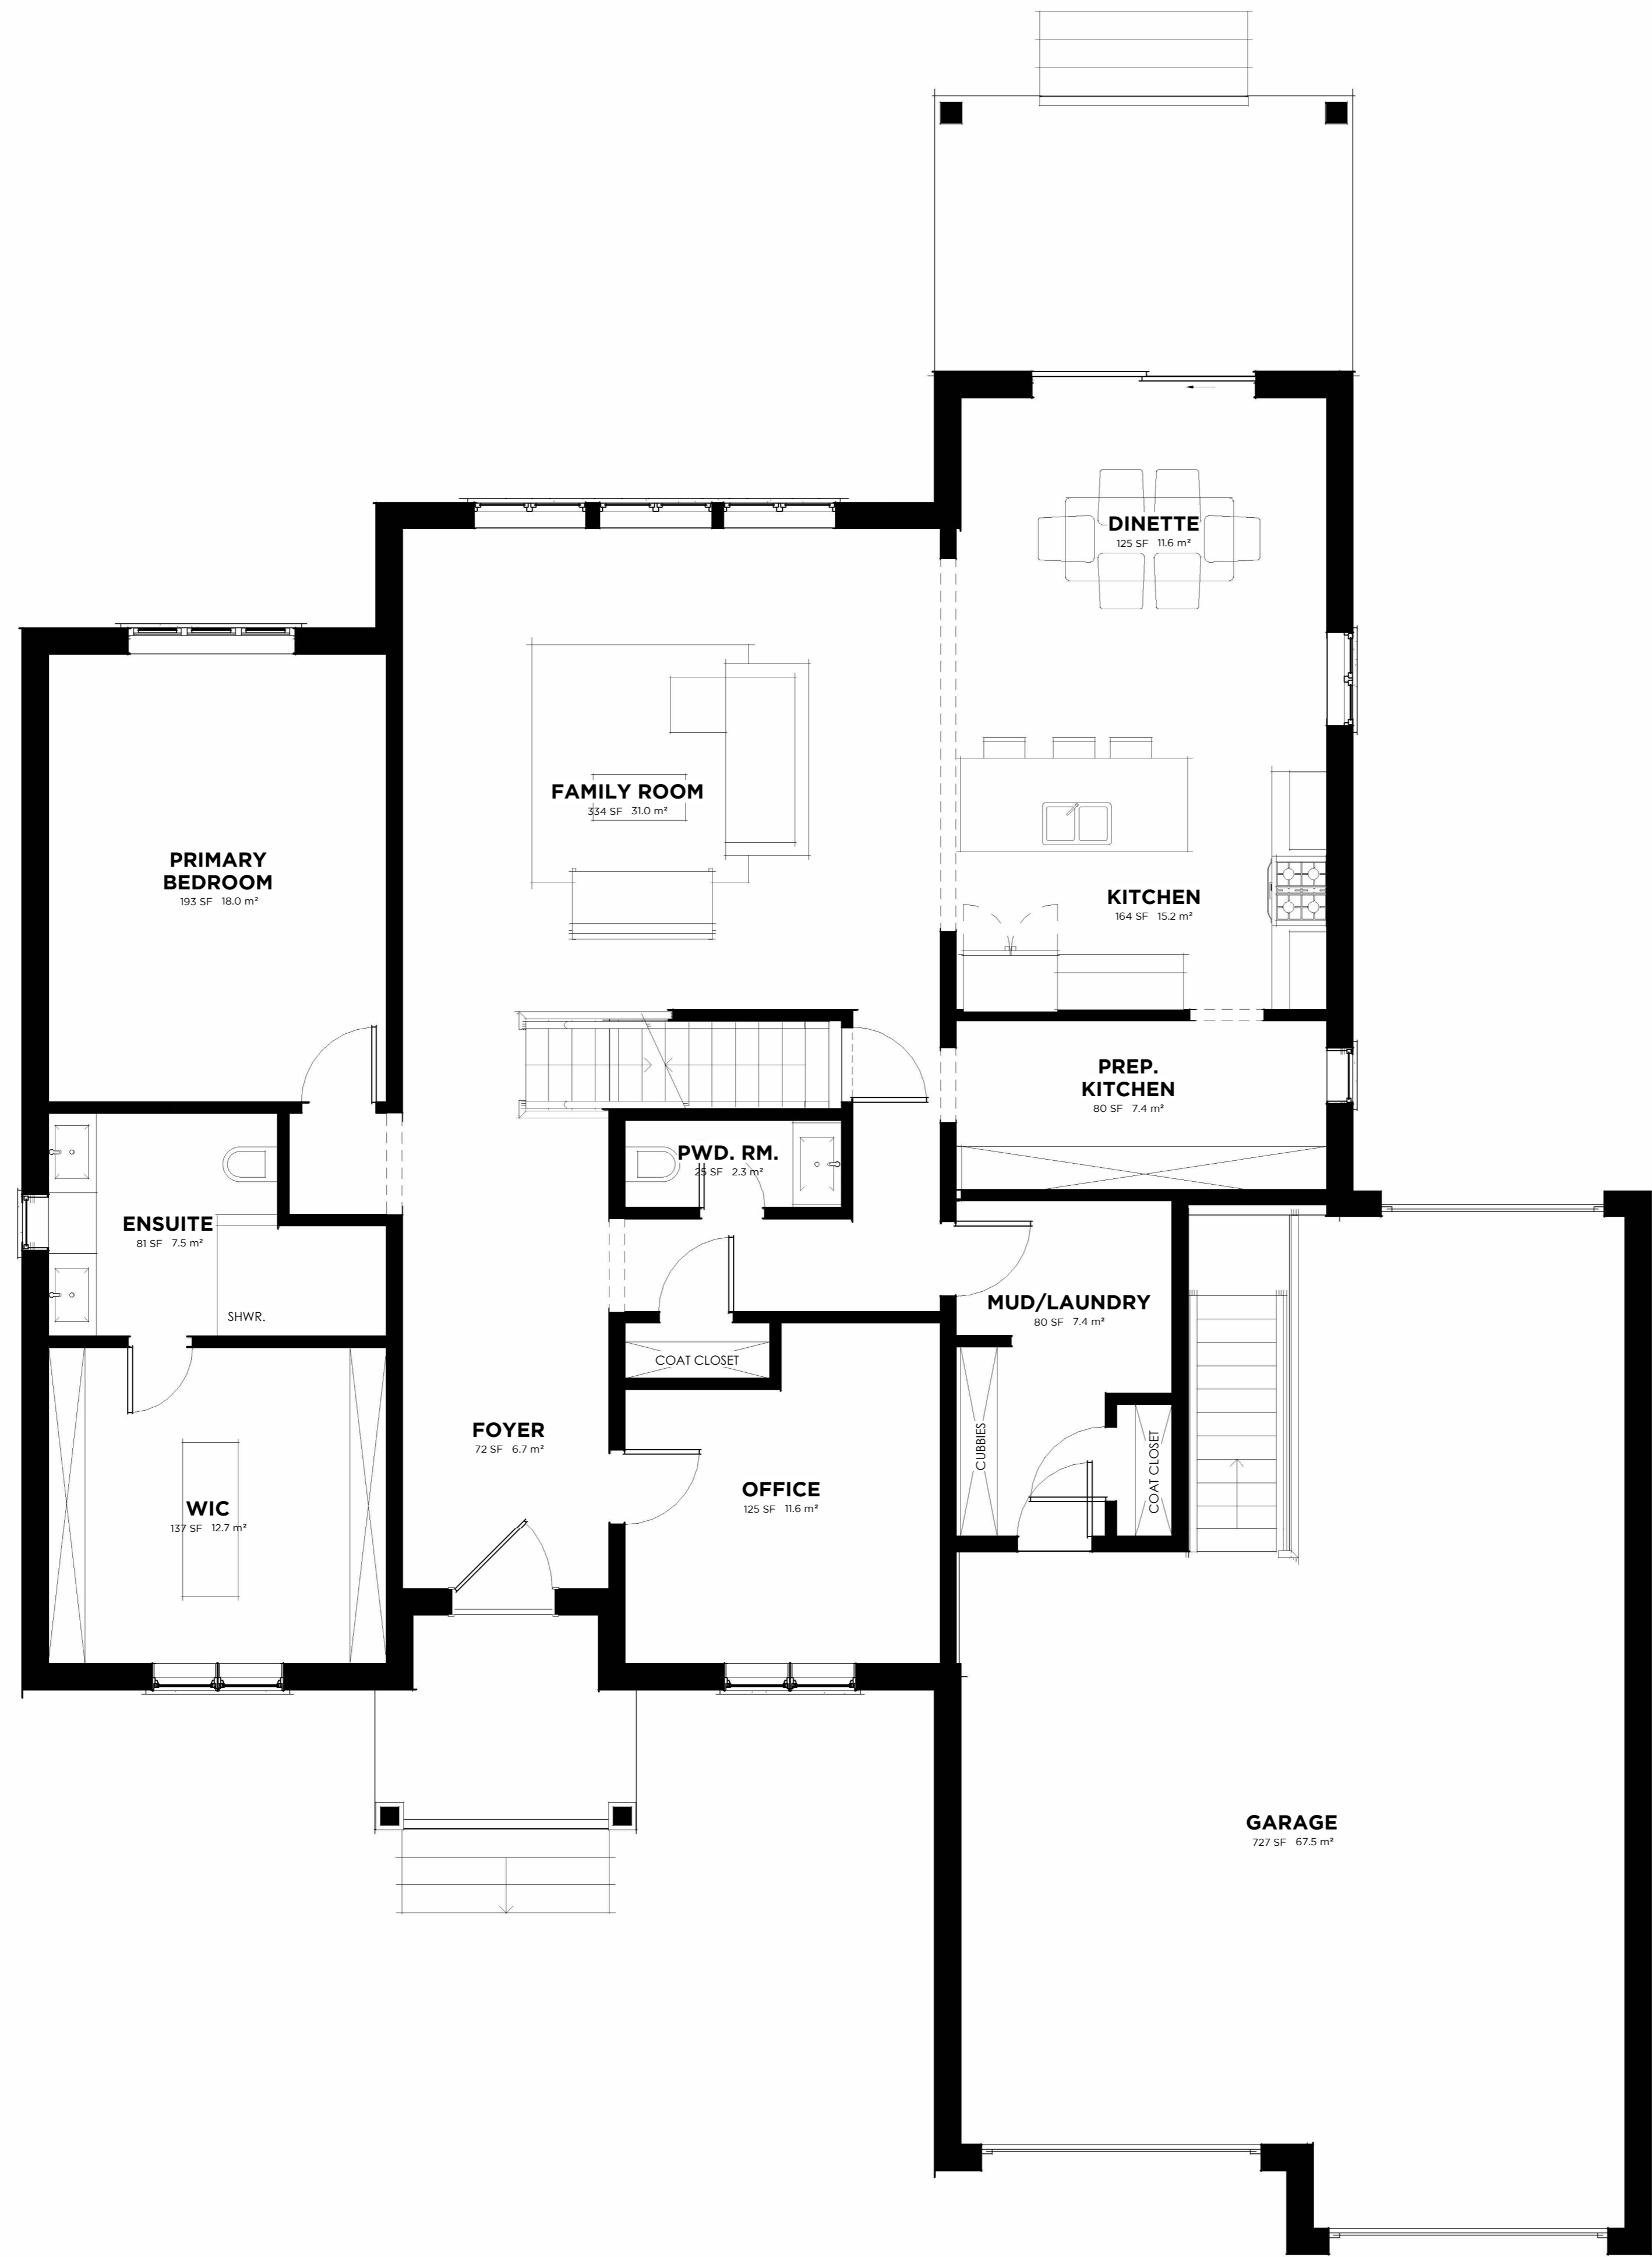 DINETTE
125 SF 11.6 m²
FAMILY ROOM
334 SF 31.0 m²
PRIMARY
BEDROOM
193 SF 18.0 m²
KITCHEN
164 SF 15.2 m²
PREP.
KITCHEN
80 SF 7.4 m²
PWD. RM.
25 SF 2.3 m²
ENSUITE
81 SF 7.5 m²
SHWR.
MUD/LAUNDRY
80 SF 7.4 m²
COAT CLOSET
CUBBIES
COAT CLOSET
FOYER
72 SF 6.7 m²
OFFICE
125 SF 11.6 m²
WIC
137 SF 12.7 m²
GARAGE
727 SF 67.5 m²